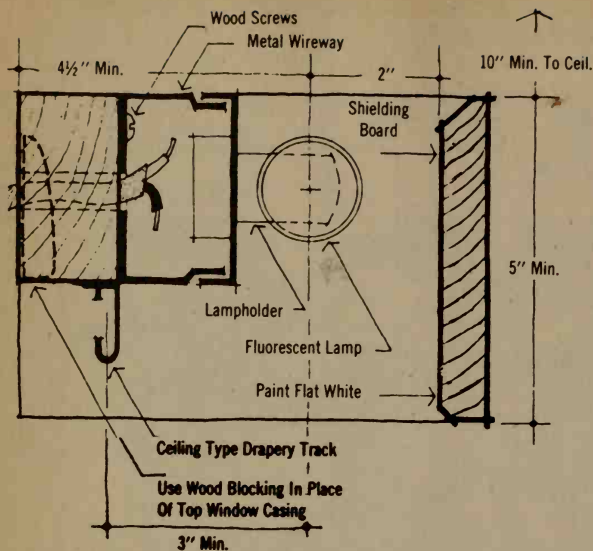 Wood Screws
Metal Wireway
4½" Min.
2"
10" Min. To Ceil.
Shielding
Board
5" Min.
Lampholder
Fluorescent Lamp
Paint Flat White
Ceiling Type Drapery Track
Use Wood Blocking In Place
Of Top Window Casing
3" Min.